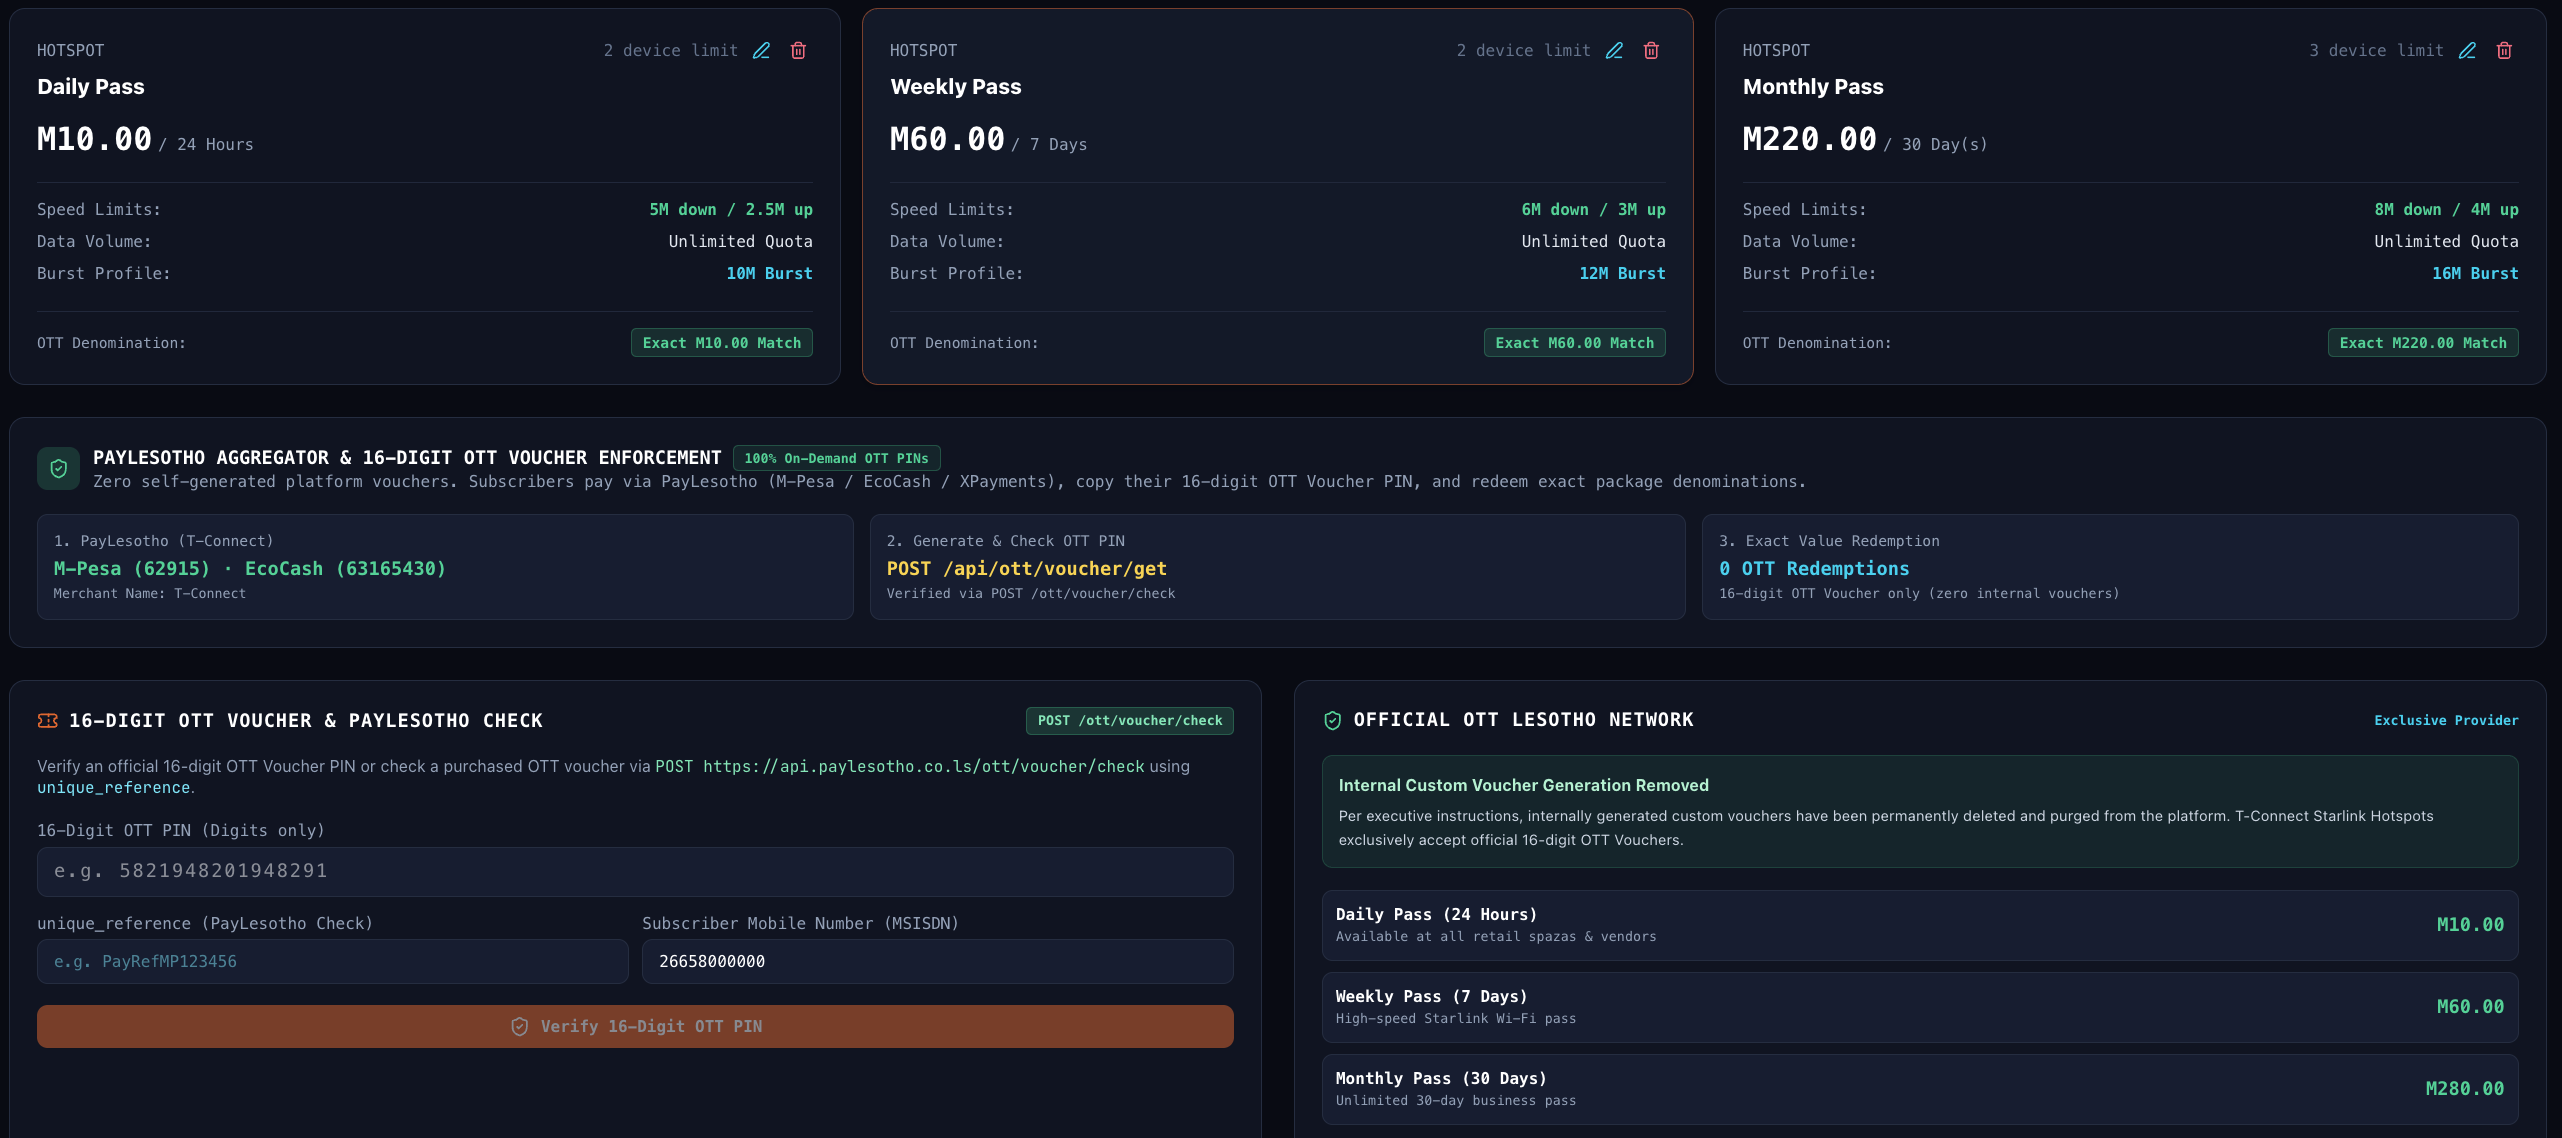 HOTSPOT
2 device limit
Daily Pass
M10.00 / 24 Hours
Speed Limits:
5M down / 2.5M up
Data Volume:
Unlimited Quota
Burst Profile:
10M Burst
OTT Denomination:
Exact M10.00 Match
HOTSPOT
2 device limit
Weekly Pass
M60.00 / 7 Days
Speed Limits:
6M down / 3M up
Data Volume:
Unlimited Quota
Burst Profile:
12M Burst
OTT Denomination:
Exact M60.00 Match
HOTSPOT
3 device limit
Monthly Pass
M220.00 / 30 Day(s)
Speed Limits:
8M down / 4M up
Data Volume:
Unlimited Quota
Burst Profile:
16M Burst
OTT Denomination:
Exact M220.00 Match
PAYLESOTHO AGGREGATOR & 16-DIGIT OTT VOUCHER ENFORCEMENT
100% On-Demand OTT PINs
Zero self-generated platform vouchers. Subscribers pay via PayLesotho (M-Pesa / EcoCash / XPayments), copy their 16-digit OTT Voucher PIN, and redeem exact package denominations.
1. PayLesotho (T-Connect)
M-Pesa (62915) · EcoCash (63165430)
Merchant Name: T-Connect
2. Generate & Check OTT PIN
POST /api/ott/voucher/get
Verified via POST /ott/voucher/check
3. Exact Value Redemption
0 OTT Redemptions
16-digit OTT Voucher only (zero internal vouchers)
16-DIGIT OTT VOUCHER & PAYLESOTHO CHECK
POST /ott/voucher/check
Verify an official 16-digit OTT Voucher PIN or check a purchased OTT voucher via POST https://api.paylesotho.co.ls/ott/voucher/check using
unique_reference.
16-Digit OTT PIN (Digits only)
e.g. 5821948201948291
unique_reference (PayLesotho Check)
e.g. PayRefMP123456
Subscriber Mobile Number (MSISDN)
26658000000
Verify 16-Digit OTT PIN
OFFICIAL OTT LESOTHO NETWORK
Exclusive Provider
Internal Custom Voucher Generation Removed
Per executive instructions, internally generated custom vouchers have been permanently deleted and purged from the platform. T-Connect Starlink Hotspots
exclusively accept official 16-digit OTT Vouchers.
Daily Pass (24 Hours)
Available at all retail spazas & vendors
M10.00
Weekly Pass (7 Days)
High-speed Starlink Wi-Fi pass
M60.00
Monthly Pass (30 Days)
Unlimited 30-day business pass
M280.00